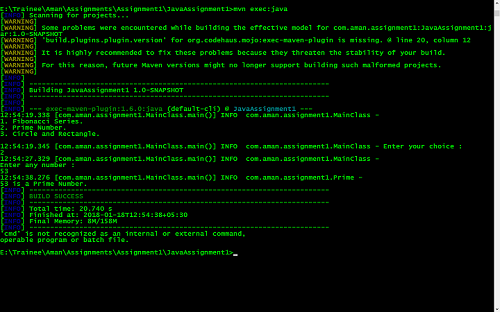 E:\Trainee\Aman\Assignments\Assignment1\JavaAssignment1>mvn exec:java
[INFO] Scanning for projects...
[WARNING]
[WARNING] Some problems were encountered while building the effective model for com.aman.assignment1:JavaAssignment1:j
ar:1.0-SNAPSHOT
[WARNING] 'build.plugins.plugin.version' for org.codehaus.mojo:exec-maven-plugin is missing. @ line 20, column 12
[WARNING]
[WARNING] It is highly recommended to fix these problems because they threaten the stability of your build.
[WARNING]
[WARNING] For this reason, future Maven versions might no longer support building such malformed projects.
[WARNING]
[INFO]
[INFO] ------------------------------------------------------------------------
[INFO] Building JavaAssignment1 1.0-SNAPSHOT
[INFO] ------------------------------------------------------------------------
[INFO]
[INFO] --- exec-maven-plugin:1.6.0:java (default-cli) @ JavaAssignment1 ---
12:54:19.338 [com.aman.assignment1.MainClass.main()] INFO  com.aman.assignment1.MainClass -
1. Fibonacei Series.
2. Prime Number.
3. Circle and Rectangle.
12:54:19.345 [com.aman.assignment1.MainClass.main()] INFO  com.aman.assignment1.MainClass - Enter your choice :
2
12:54:27.329 [com.aman.assignment1.MainClass.main()] INFO  com.aman.assignment1.MainClass -
Enter any number :
53
12:54:38.276 [com.aman.assignment1.MainClass.main()] INFO  com.aman.assignment1.Prime -
53 is a Prime Number.
[INFO] ------------------------------------------------------------------------
[INFO] BUILD SUCCESS
[INFO] ------------------------------------------------------------------------
[INFO] Total time: 20.740 s
[INFO] Finished at: 2018-01-18T12:54:38+05:30
[INFO] Final Memory: 8M/158M
[INFO] ------------------------------------------------------------------------
'cmd' is not recognized as an internal or external command,
operable program or batch file.
E:\Trainee\Aman\Assignments\Assignment1\JavaAssignment1>_